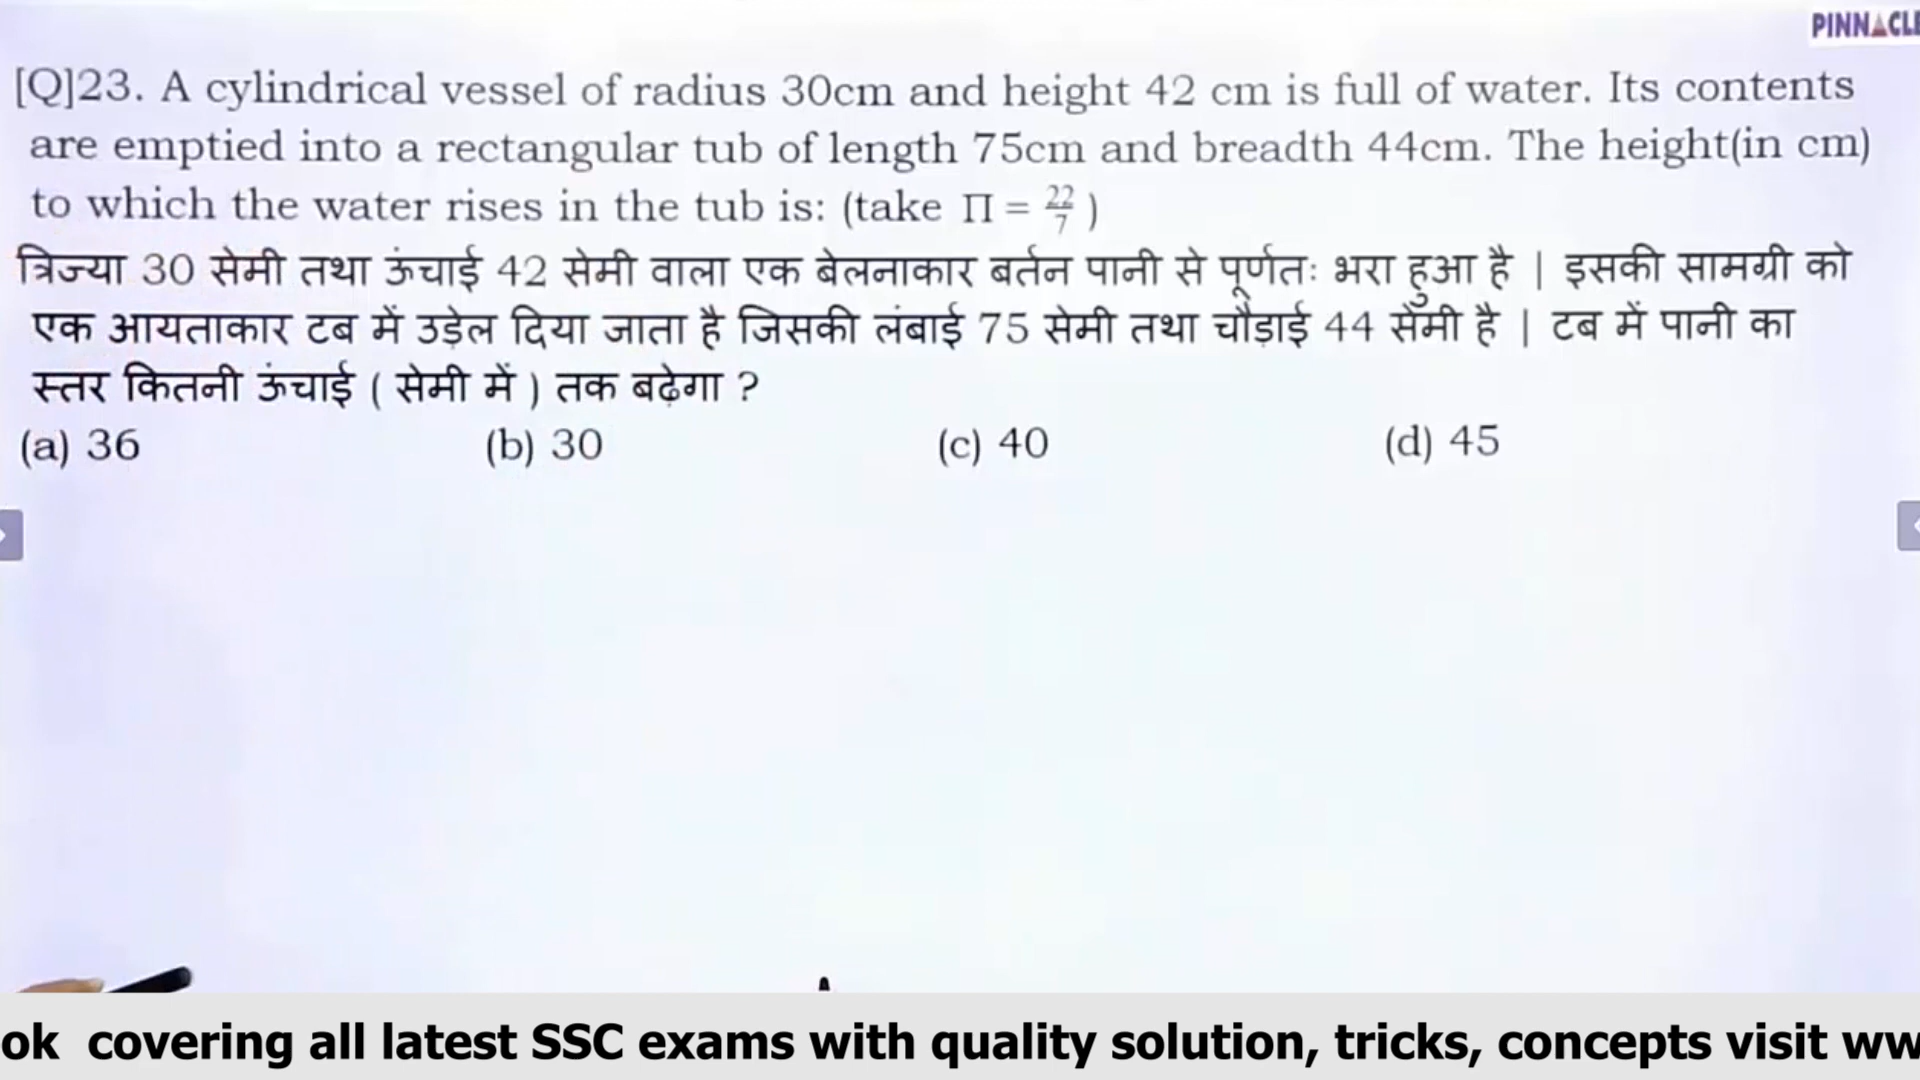 PINNACLE
[Q]23. A cylindrical vessel of radius 30cm and height 42 cm is full of water. Its contents
are emptied into a rectangular tub of length 75cm and breadth 44cm. The height(in cm)
to which the water rises in the tub is: (take Π = 22/7 )
त्रिज्या 30 सेमी तथा ऊंचाई 42 सेमी वाला एक बेलनाकार बर्तन पानी से पूर्णतः भरा हुआ है | इसकी सामग्री को
एक आयताकार टब में उड़ेल दिया जाता है जिसकी लंबाई 75 सेमी तथा चौड़ाई 44 सेमी है | टब में पानी का
स्तर कितनी ऊंचाई ( सेमी में ) तक बढ़ेगा ?
(a) 36 (b) 30 (c) 40 (d) 45
ok covering all latest SSC exams with quality solution, tricks, concepts visit ww